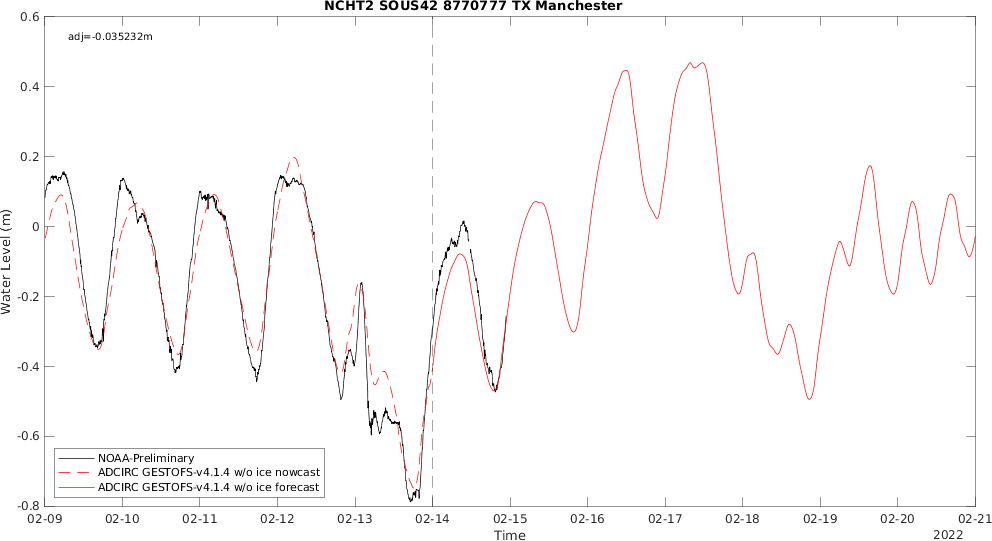 NCHT2 SOUS42 8770777 TX Manchester
adj=-0.035232m
0.6
0.4
0.2
0
-0.2
-0.4
-0.6
-0.8
Water Level (m)
NOAA-Preliminary
ADCIRC GESTOFS-v4.1.4 w/o ice nowcast
ADCIRC GESTOFS-v4.1.4 w/o ice forecast
02-09 02-10 02-11 02-12 02-13 02-14 02-15 02-16 02-17 02-18 02-19 02-20 02-21
Time
2022